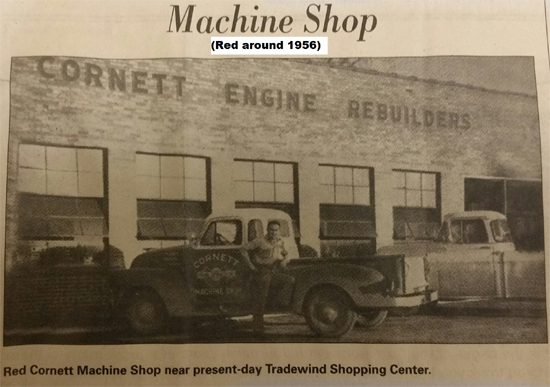 Machine Shop
(Red around 1956)
CORNETT ENGINE REBUILDERS
CORNETT
MACHINE SHOP
Red Cornett Machine Shop near present-day Tradewind Shopping Center.